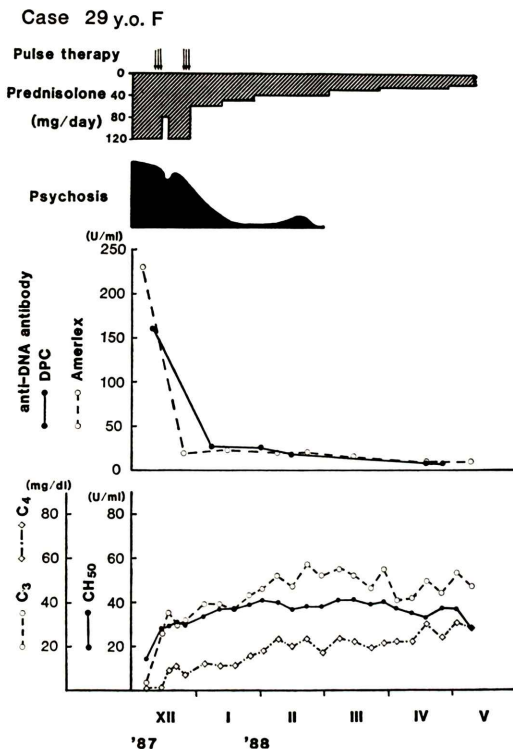 Case 29 y.o. F
Pulse therapy
Prednisolone
(mg/day)
0
40
80
120
Psychosis
(U/ml)
250
200
150
100
50
0
anti-DNA antibody
DPC
Amerlex
(mg/dl)
(U/ml)
80
60
40
20
80
60
40
20
C3
C4
CH50
XII
I
II
III
IV
V
'87
'88